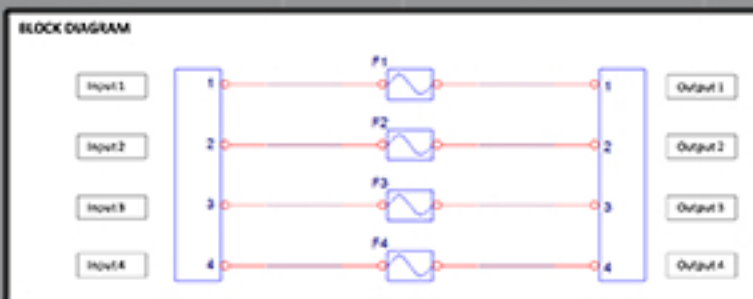 BLOCK DIAGRAM
F1
Input 1 1 1 Output 1
F2
Input 2 2 2 Output 2
F3
Input 3 3 3 Output 3
F4
Input 4 4 4 Output 4